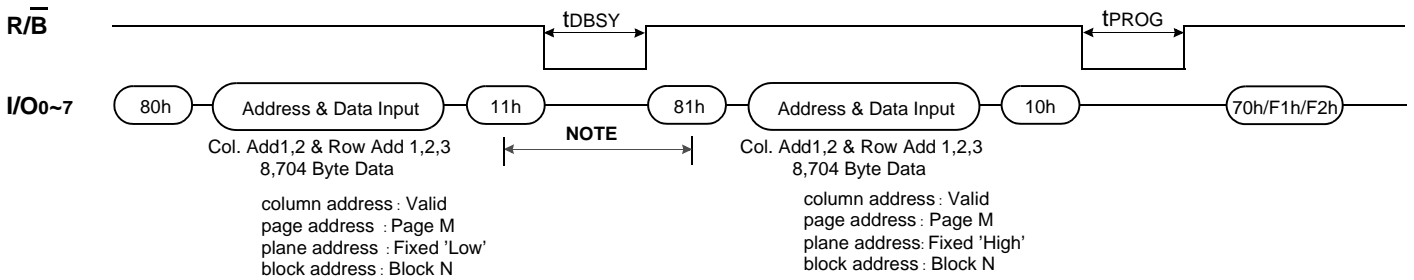 R/B tDBSY tPROG
I/O0~7 80h Address & Data Input 11h 81h Address & Data Input 10h 70h/F1h/F2h
NOTE
Col. Add1,2 & Row Add 1,2,3 Col. Add1,2 & Row Add 1,2,3
8,704 Byte Data 8,704 Byte Data
column address : Valid column address : Valid
page address : Page M page address : Page M
plane address : Fixed 'Low' plane address: Fixed 'High'
block address : Block N block address : Block N